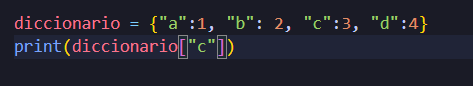 diccionario = {"a":1, "b": 2, "c":3, "d":4}
print(diccionario["c"])